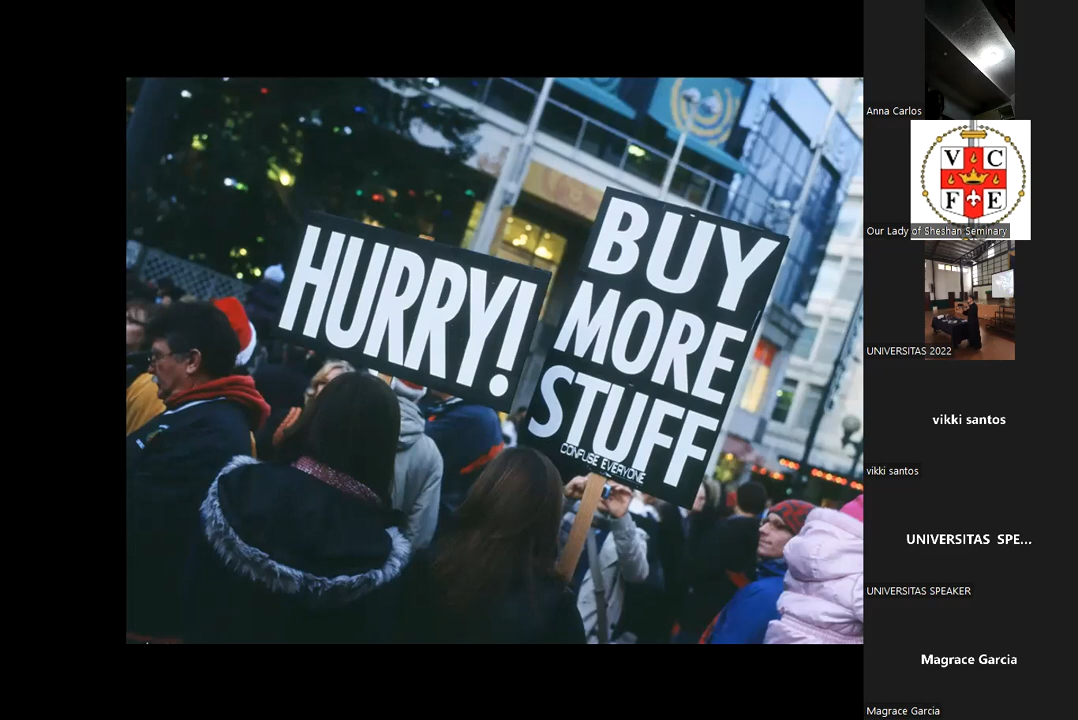 HURRY!
BUY
MORE
STUFF
CONFUSE EVERYONE
Anna Carlos
V C
F E
Our Lady of Sheshan Seminary
UNIVERSITAS 2022
vikki santos
vikki santos
UNIVERSITAS SPE...
UNIVERSITAS SPEAKER
Magrace Garcia
Magrace Garcia